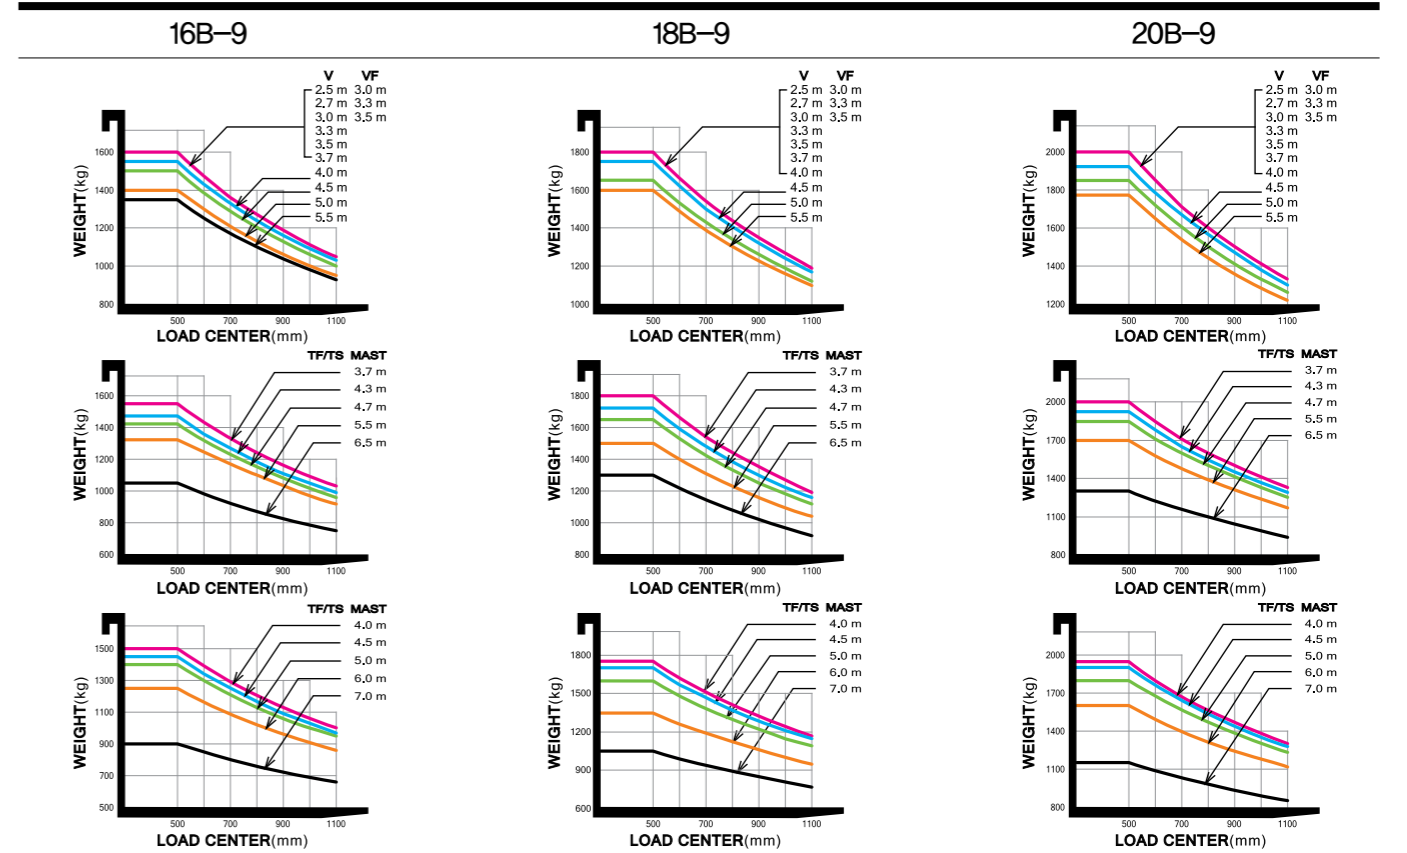 16B–9
18B–9
20B–9
V VF
2.5 m 3.0 m
2.7 m 3.3 m
3.0 m 3.5 m
3.3 m
3.5 m
3.7 m
4.0 m
4.5 m
5.0 m
5.5 m
WEIGHT(kg)
1600
1400
1200
1000
800
500 700 900 1100
LOAD CENTER(mm)
V VF
2.5 m 3.0 m
2.7 m 3.3 m
3.0 m 3.5 m
3.3 m
3.5 m
3.7 m
4.0 m
4.5 m
5.0 m
5.5 m
WEIGHT(kg)
1800
1600
1400
1200
1000
500 700 900 1100
LOAD CENTER(mm)
V VF
2.5 m 3.0 m
2.7 m 3.3 m
3.0 m 3.5 m
3.3 m
3.5 m
3.7 m
4.0 m
4.5 m
5.0 m
5.5 m
WEIGHT(kg)
2000
1800
1600
1400
1200
500 700 900 1100
LOAD CENTER(mm)
TF/TS MAST
3.7 m
4.3 m
4.7 m
5.5 m
6.5 m
WEIGHT(kg)
1600
1400
1200
1000
800
600
500 700 900 1100
LOAD CENTER(mm)
TF/TS MAST
3.7 m
4.3 m
4.7 m
5.5 m
6.5 m
WEIGHT(kg)
1800
1600
1400
1200
1000
800
500 700 900 1100
LOAD CENTER(mm)
TF/TS MAST
3.7 m
4.3 m
4.7 m
5.5 m
6.5 m
WEIGHT(kg)
2000
1700
1400
1100
800
500 700 900 1100
LOAD CENTER(mm)
TF/TS MAST
4.0 m
4.5 m
5.0 m
6.0 m
7.0 m
WEIGHT(kg)
1500
1300
1100
900
700
500
500 700 900 1100
LOAD CENTER(mm)
TF/TS MAST
4.0 m
4.5 m
5.0 m
6.0 m
7.0 m
WEIGHT(kg)
1800
1500
1200
900
600
500 700 900 1100
LOAD CENTER(mm)
TF/TS MAST
4.0 m
4.5 m
5.0 m
6.0 m
7.0 m
WEIGHT(kg)
2000
1700
1400
1100
800
500 700 900 1100
LOAD CENTER(mm)